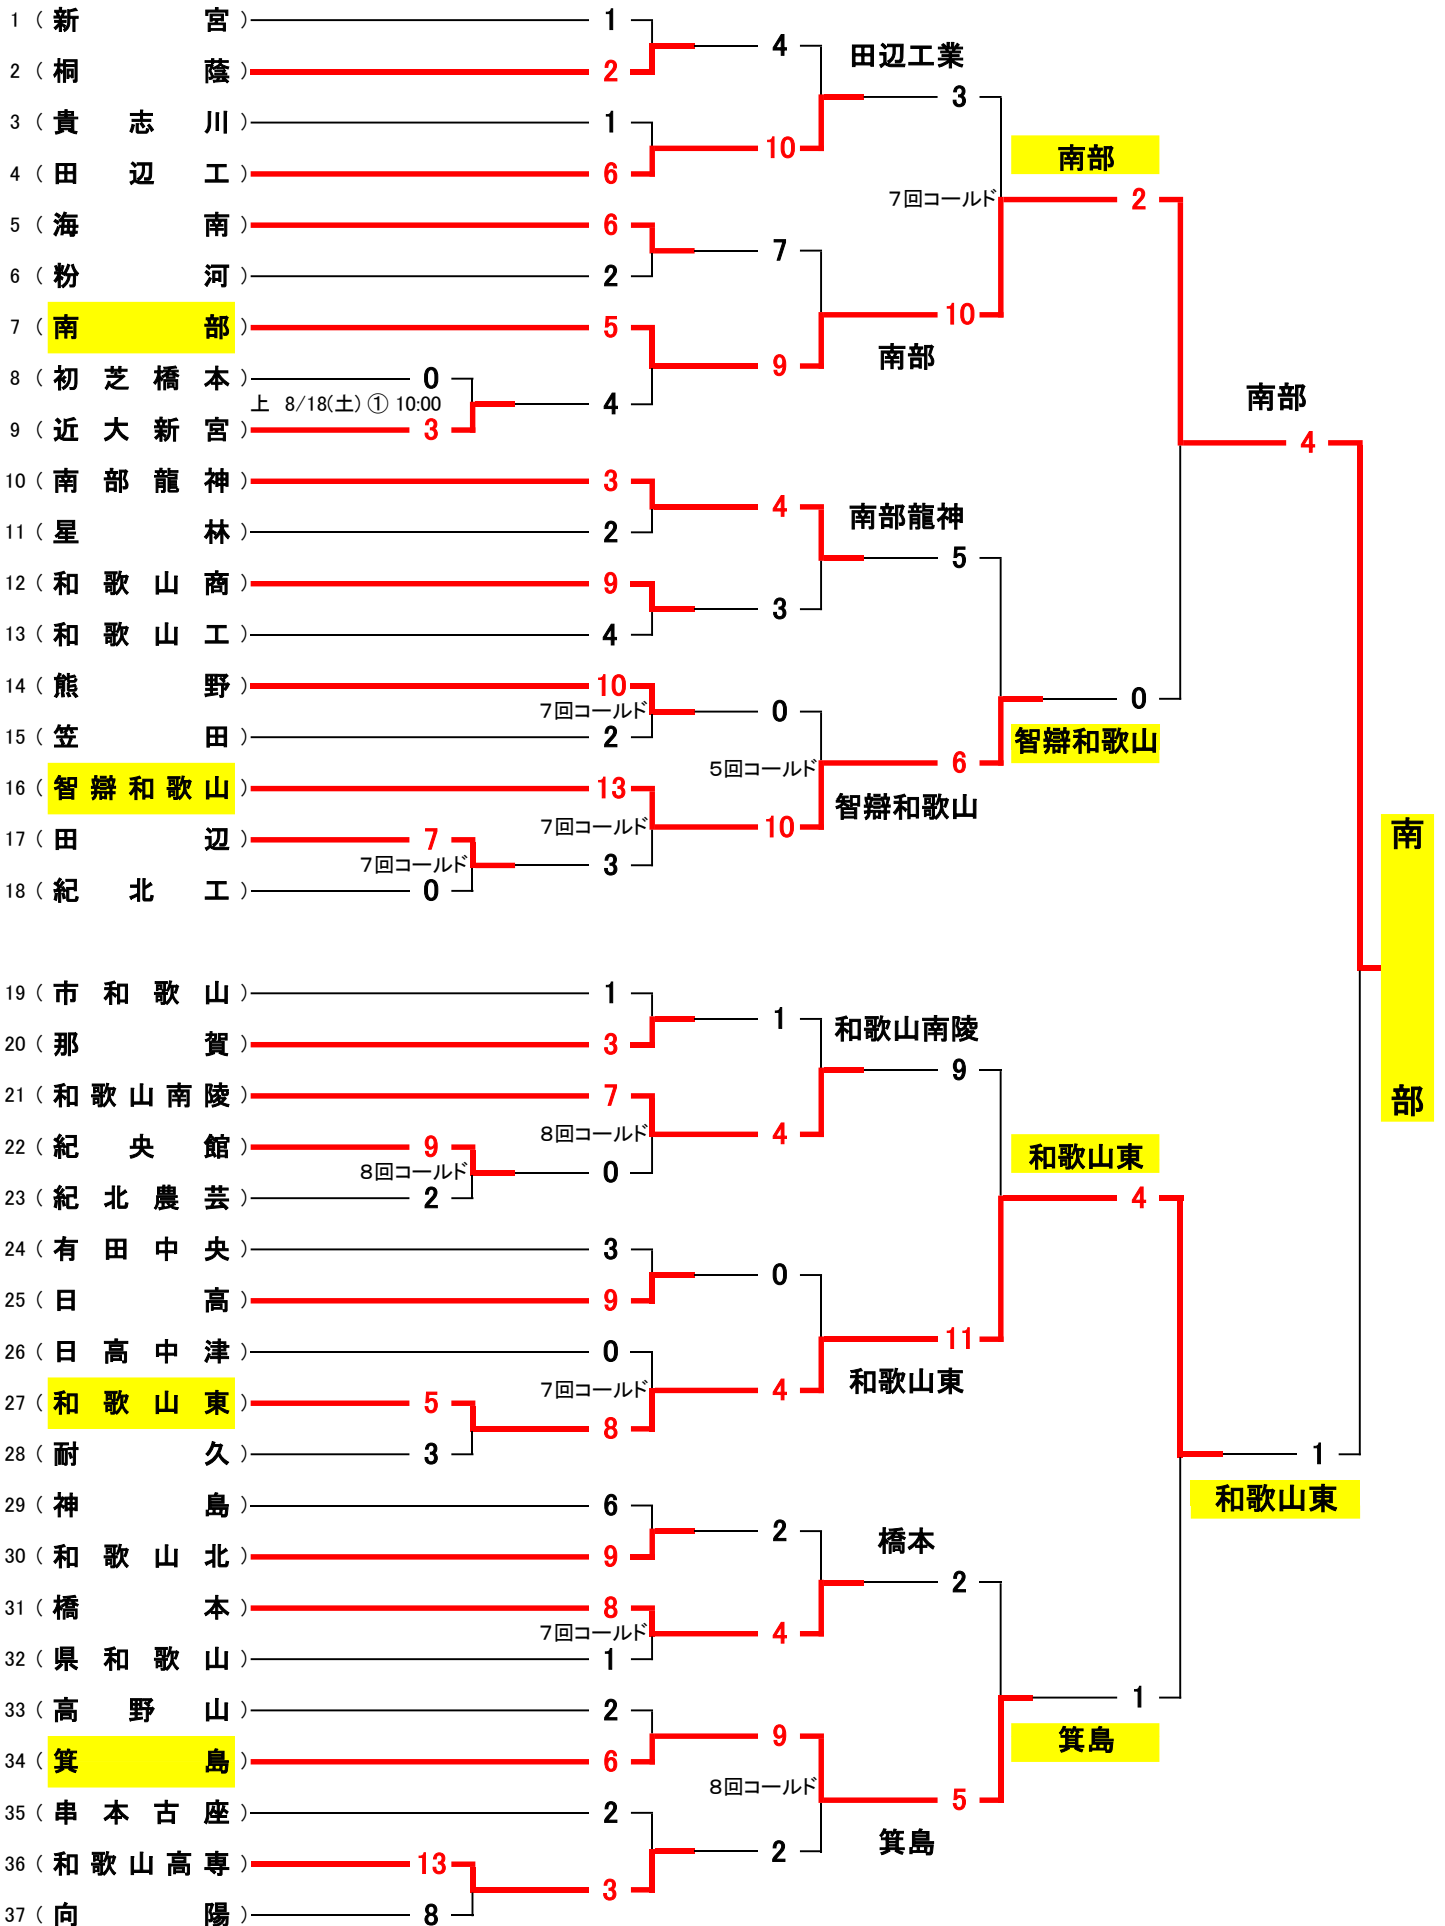 1 ( 新 宮 ) 1
4 田辺工業
2 ( 桐 蔭 ) 2
3
3 ( 貴 志 川 ) 1
10 南部
4 ( 田 辺 工 ) 6
7回コールド 2
5 ( 海 南 ) 6
7
6 ( 粉 河 ) 2
10
7 ( 南 部 ) 5
9 南部
8 ( 初 芝 橋 本 ) 0
上 8/18(土) ① 10:00 4 南部
9 ( 近 大 新 宮 ) 3
4
10 ( 南 部 龍 神 ) 3
4 南部龍神
11 ( 星 林 ) 2
5
12 ( 和 歌 山 商 ) 9
3
13 ( 和 歌 山 工 ) 4
14 ( 熊 野 ) 10
7回コールド 0 0
15 ( 笠 田 ) 2
智辯和歌山
5回コールド 6
16 ( 智 辯 和 歌 山 ) 13
智辯和歌山
7回コールド 10
17 ( 田 辺 ) 7
7回コールド 3
18 ( 紀 北 工 ) 0
南
部
19 ( 市 和 歌 山 ) 1
1 和歌山南陵
20 ( 那 賀 ) 3
9
21 ( 和 歌 山 南 陵 ) 7
8回コールド 4
22 ( 紀 央 館 ) 9
和歌山東
8回コールド 0
23 ( 紀 北 農 芸 ) 2
4
24 ( 有 田 中 央 ) 3
0
25 ( 日 高 ) 9
11
26 ( 日 高 中 津 ) 0
7回コールド 4 和歌山東
27 ( 和 歌 山 東 ) 5
8
28 ( 耐 久 ) 3
1
29 ( 神 島 ) 6
和歌山東
2 橋本
30 ( 和 歌 山 北 ) 9
2
31 ( 橋 本 ) 8
7回コールド 4
32 ( 県 和 歌 山 ) 1
1
33 ( 高 野 山 ) 2
9 箕島
34 ( 箕 島 ) 6
8回コールド 5
35 ( 串 本 古 座 ) 2
2 箕島
36 ( 和 歌 山 高 専 ) 13
3
37 ( 向 陽 ) 8